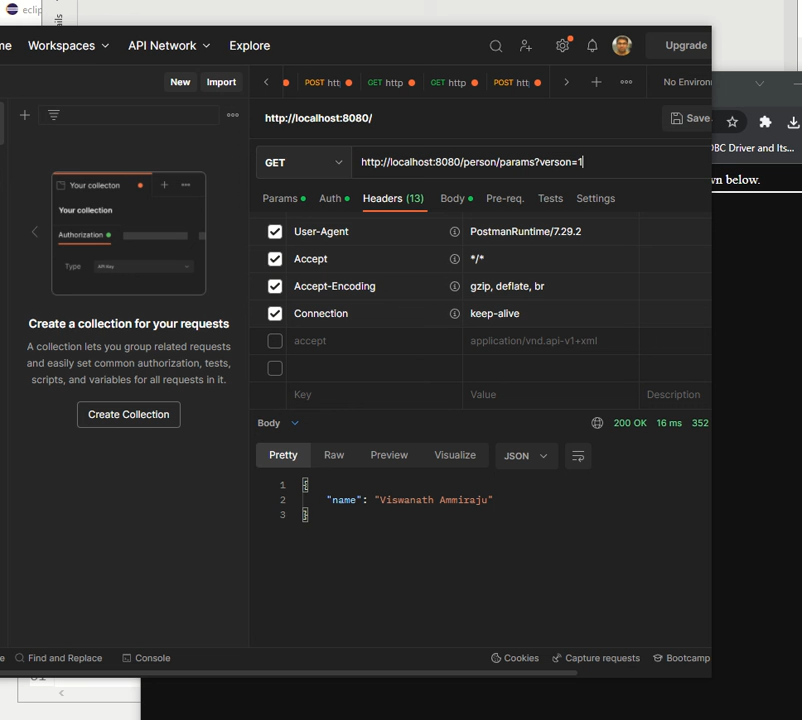 eclip
ails
me Workspaces API Network Explore Upgrade
New Import POST htt GET http GET http POST htt No Environ
http://localhost:8080/ Save
GET http://localhost:8080/person/params?verson=1
BC Driver and Its...
wn below.
Params Auth Headers (13) Body Pre-req. Tests Settings
Your collecton
Your collection
Authorization
Type API Key
User-Agent PostmanRuntime/7.29.2
Accept */*
Accept-Encoding gzip, deflate, br
Connection keep-alive
accept application/vnd.api-v1+xml
Key Value Description
Create a collection for your requests
A collection lets you group related requests
and easily set common authorization, tests,
scripts, and variables for all requests in it.
Create Collection
Body 200 OK 16 ms 352
Pretty Raw Preview Visualize JSON
1 {
2 "name": "Viswanath Ammiraju"
3 }
e Find and Replace Console Cookies Capture requests Bootcamp